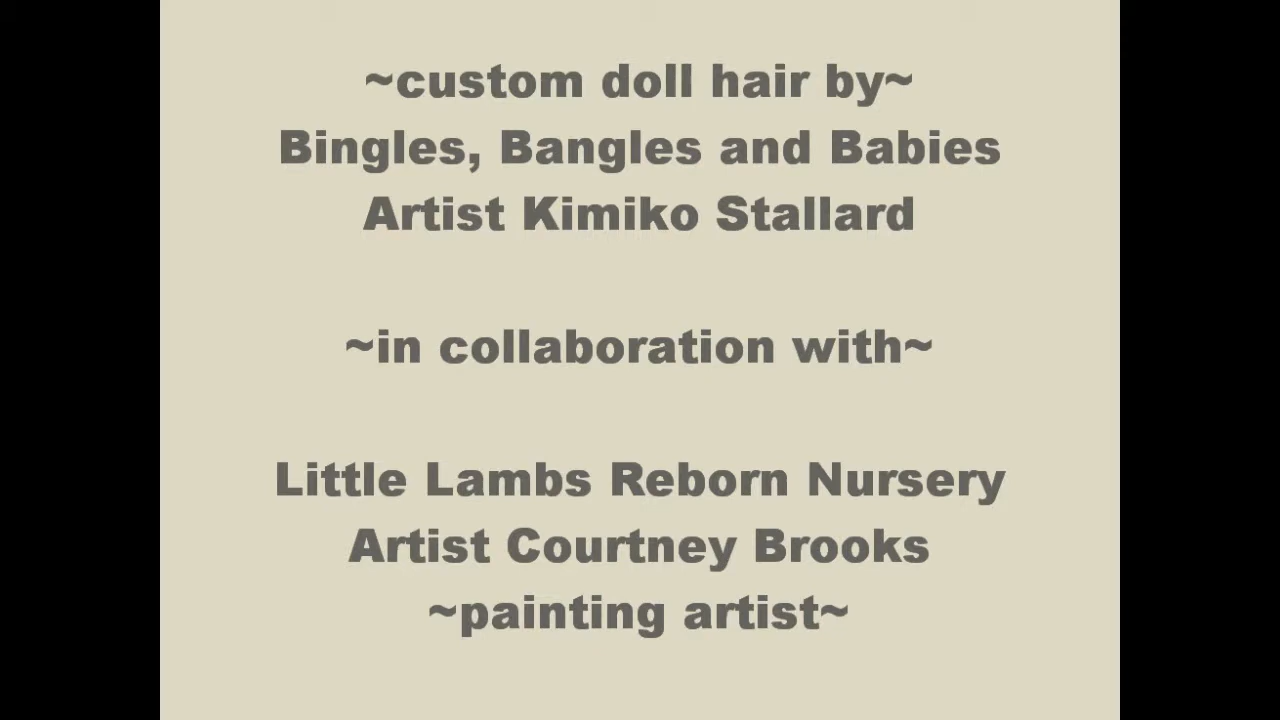 ~custom doll hair by~
Bingles, Bangles and Babies
Artist Kimiko Stallard
~in collaboration with~
Little Lambs Reborn Nursery
Artist Courtney Brooks
~painting artist~